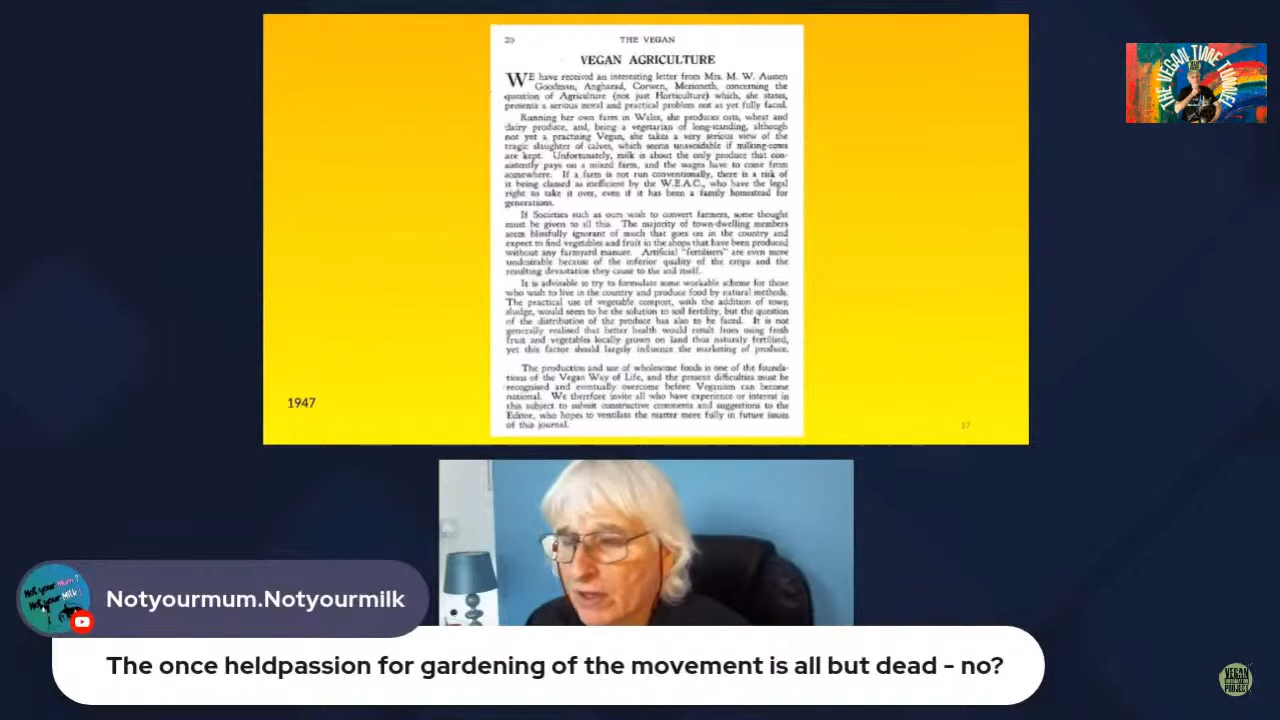 20 THE VEGAN
VEGAN AGRICULTURE
WE have received an interesting letter from Mrs. M. W. Austen
Goodman, Angharad, Corwen, Merioneth, concerning the
question of Agriculture (not just Horticulture) which, she states,
presents a serious moral and practical problem not as yet fully faced.
Running her own farm in Wales, she produces oats, wheat and
dairy produce, and, being a vegetarian of long-standing, although
not yet a practising Vegan, she takes a very serious view of the
tragic slaughter of calves, which seems unavoidable if milking-cows
are kept. Unfortunately, milk is about the only produce that con-
sistently pays on a mixed farm, and the wages have to come from
somewhere. If a farm is not run conventionally, there is a risk of
it being classed as inefficient by the W.E.A.C., who have the legal
right to take it over, even if it has been a family homestead for
generations.
If Societies such as ours wish to convert farmers, some thought
must be given to all this. The majority of town-dwelling members
seem blissfully ignorant of much that goes on in the country and
expect to find vegetables and fruit in the shops that have been produced
without any farmyard manure. Artificial "fertilisers" are even more
undesirable because of the inferior quality of the crops and the
resulting devastation they cause to the soil itself.
It is advisable to try to formulate some workable scheme for those
who wish to live in the country and produce food by natural methods.
The practical use of vegetable compost, with the addition of town
sludge, would seem to be the solution to soil fertility, but the question
of the distribution of the produce has also to be faced. It is not
generally realised that better health would result from using fresh
fruit and vegetables locally grown on land thus naturaly fertilised,
yet this factor should largely influence the marketing of produce.
The production and use of wholesome foods is one of the founda-
tions of the Vegan Way of Life, and the present difficulties must be
recognised and eventually overcome before Veganism can become
national. We therefore invite all who have experience or interest in
this subject to submit constructive comments and suggestions to the
Editor, who hopes to ventilate the matter more fully in future issues
of this journal.
1947
17
THE VEGAN TIME TUNNEL
Not your Mum?
Not your Milk!
Notyourmum.Notyourmilk
The once heldpassion for gardening of the movement is all but dead - no?
VEGAN
PROJECT